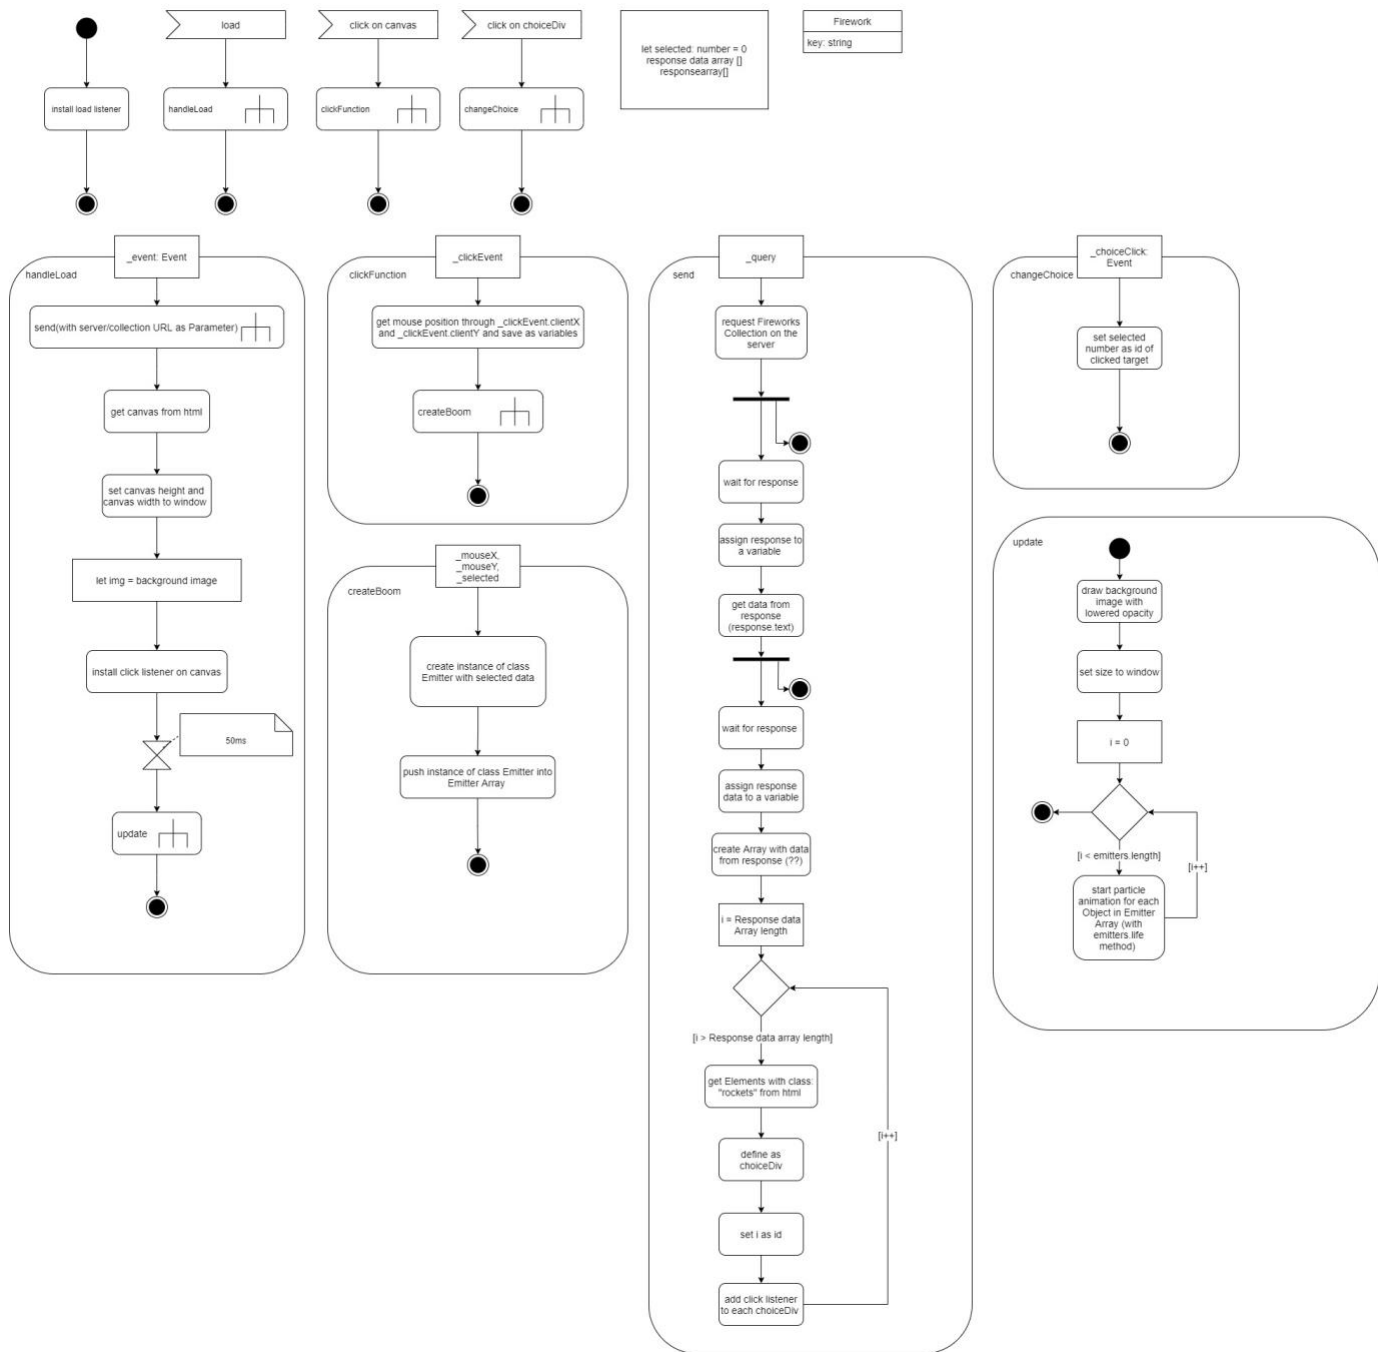 load
click on canvas
click on choiceDiv
let selected: number = 0
response data array []
responsearray[]
Firework
key: string
install load listener
handleLoad
clickFunction
changeChoice
handleLoad
_event: Event
send(with server/collection URL as Parameter)
get canvas from html
set canvas height and
canvas width to window
let img = background image
install click listener on canvas
50ms
update
clickFunction
_clickEvent
get mouse position through _clickEvent.clientX
and _clickEvent.clientY and save as variables
createBoom
createBoom
_mouseX,
_mouseY,
_selected
create instance of class
Emitter with selected data
push instance of class Emitter into
Emitter Array
send
_query
request Fireworks
Collection on the
server
wait for response
assign response to
a variable
get data from
response
(response.text)
wait for response
assign response
data to a variable
create Array with data
from response (??)
i = Response data
Array length
[i > Response data array length]
get Elements with class:
"rockets" from html
define as
choiceDiv
set i as id
add click listener
to each choiceDiv
[i++]
changeChoice
_choiceClick:
Event
set selected
number as id of
clicked target
update
draw background
image with
lowered opacity
set size to window
i = 0
[i < emitters.length]
[i++]
start particle
animation for each
Object in Emitter
Array (with
emitters.life
method)